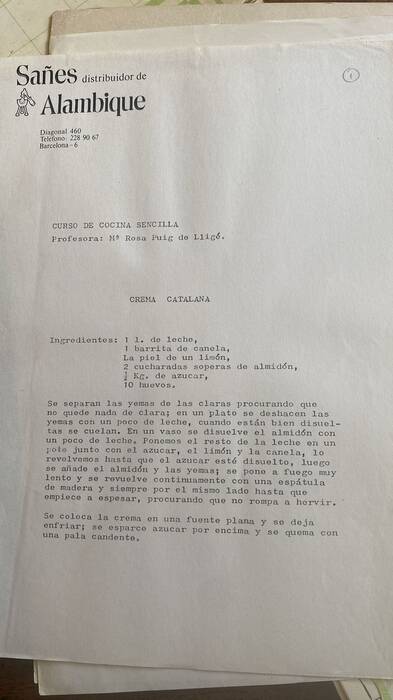 1
Sañes distribuidor de
Alambique
Diagonal 460
Teléfono: 228 90 67
Barcelona - 6
CURSO DE COCINA SENCILLA
Profesora: Mª Rosa Puig de Lligé.
CREMA CATALANA
Ingredientes: 1 l. de leche,
1 barrita de canela,
La piel de un limón,
2 cucharadas soperas de almidón,
¼ Kg. de azucar,
10 huevos.
Se separan las yemas de las claras procurando que
no quede nada de clara; en un plato se deshacen las
yemas con un poco de leche, cuando están bien disuel-
tas se cuelan. En un vaso se disuelve el almidón con
un poco de leche. Ponemos el resto de la leche en un
pote junto con el azucar, el limón y la canela, lo
revolvemos hasta que el azucar esté disuelto, luego
se añade el almidón y las yemas; se pone a fuego muy
lento y se revuelve continuamente con una espátula
de madera y siempre por el mismo lado hasta que
empiece a espesar, procurando que no rompa a hervir.
Se coloca la crema en una fuente plana y se deja
enfriar; se esparce azucar por encima y se quema con
una pala candente.